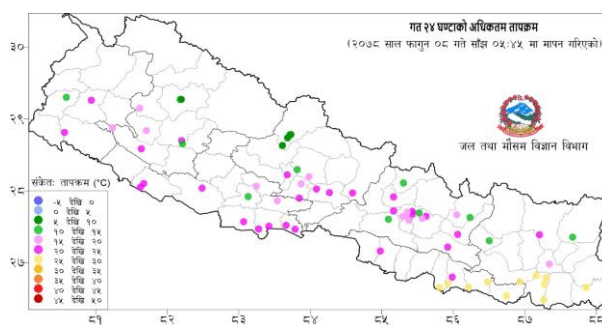 गत २४ घण्टाको अधिकतम तापक्रम
(२०७८ साल फागुन ०८ गते साँझ ०५:४५ मा मापन गरिएको)
३०
२९
जल तथा मौसम विज्ञान विभाग
२८
संकेतः तापक्रम (°C)
-५ देखि ०
० देखि ५
५ देखि १०
१० देखि १५
१५ देखि २०
२० देखि २५
२५ देखि ३०
३० देखि ३५
३५ देखि ४०
४० देखि ४५
४५ देखि ५०
२७
८१ ८२ ८३ ८४ ८५ ८६ ८७ ८८